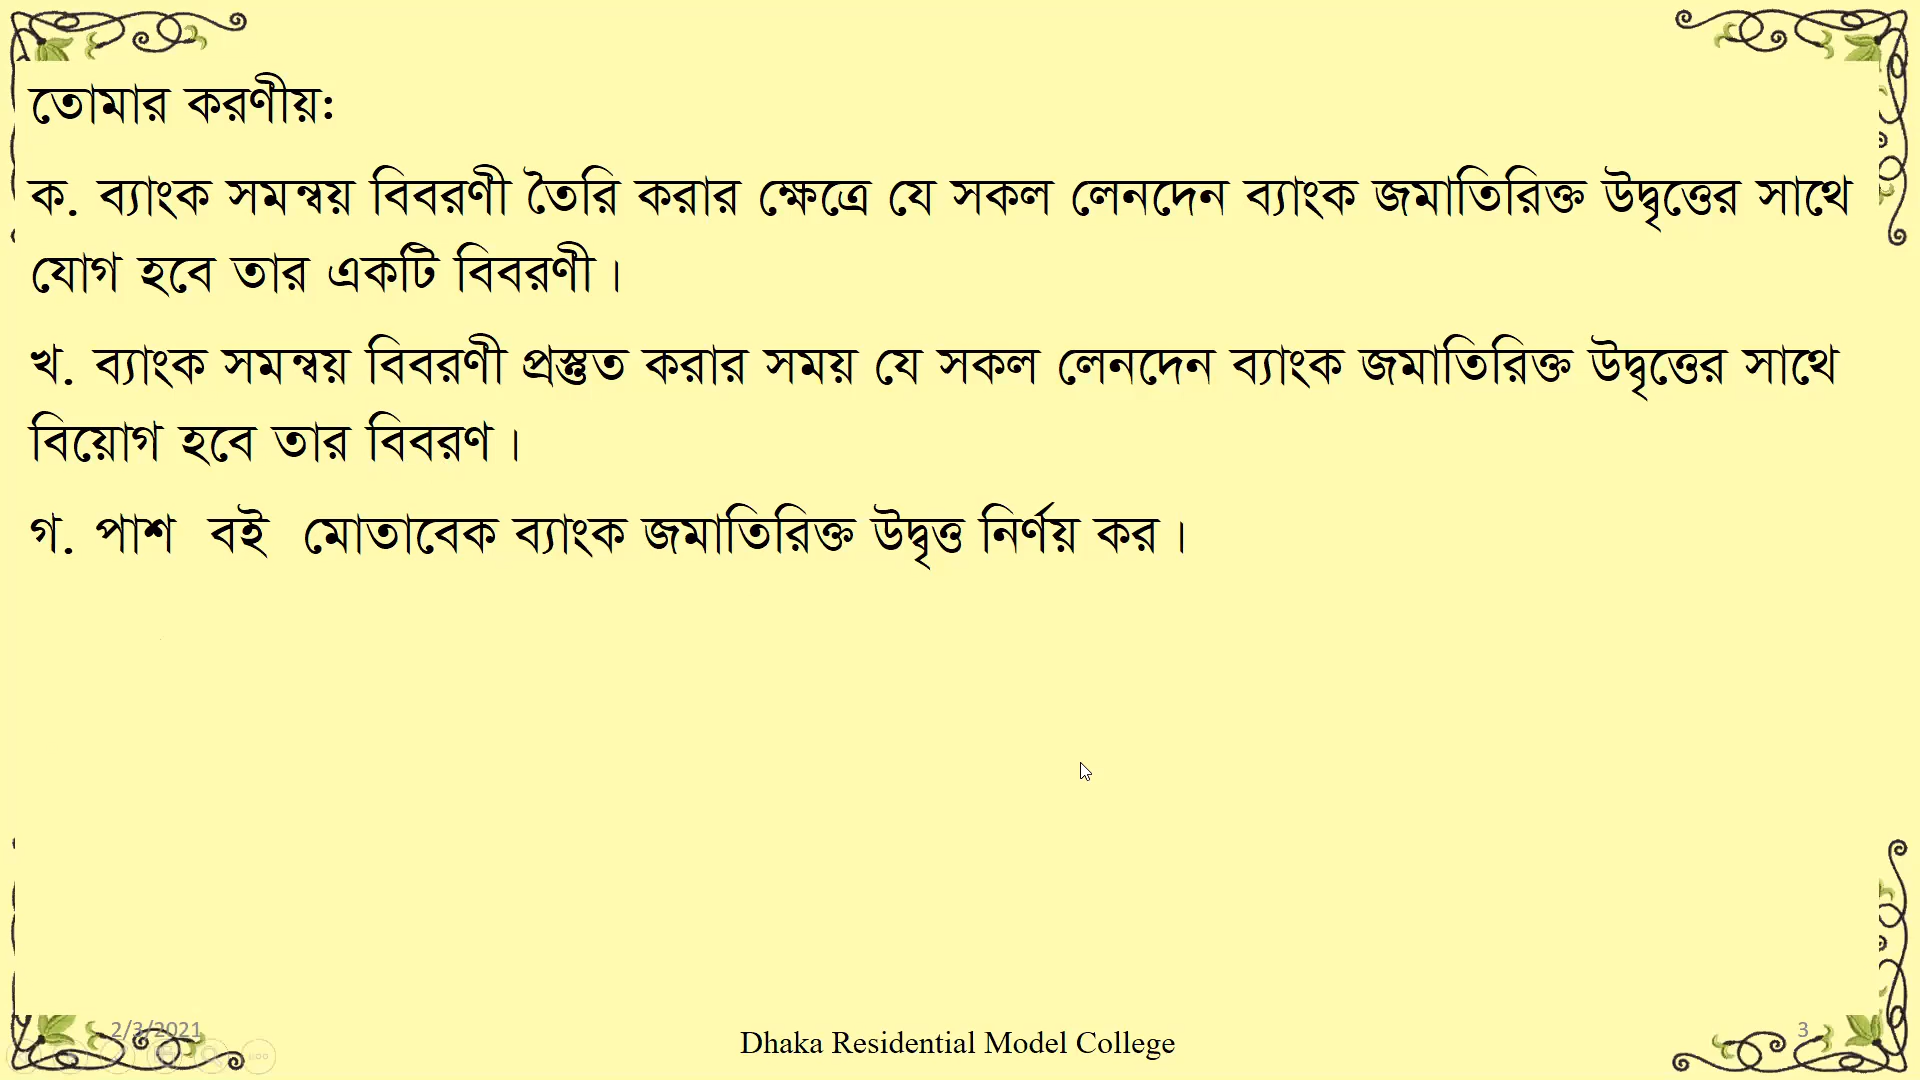 তোমার করণীয়:
ক. ব্যাংক সমন্বয় বিবরণী তৈরি করার ক্ষেত্রে যে সকল লেনদেন ব্যাংক জমাতিরিক্ত উদ্বৃত্তের সাথে
যোগ হবে তার একটি বিবরণী।
খ. ব্যাংক সমন্বয় বিবরণী প্রস্তুত করার সময় যে সকল লেনদেন ব্যাংক জমাতিরিক্ত উদ্বৃত্তের সাথে
বিয়োগ হবে তার বিবরণ।
গ. পাশ বই মোতাবেক ব্যাংক জমাতিরিক্ত উদ্বৃত্ত নির্ণয় কর।
2/3/2021
Dhaka Residential Model College
3